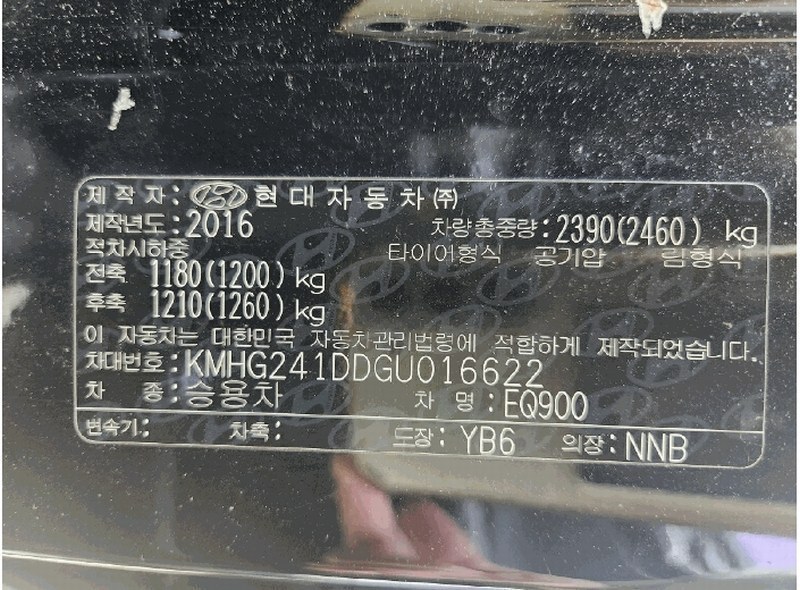 제작자: 현대자동차(주)
제작년도: 2016 차량총중량: 2390(2460) kg
적차시하중 타이어형식 공기압 림형식
전축 1180(1200) kg
후축 1210(1260) kg
이 자동차는 대한민국 자동차관리법령에 적합하게 제작되었습니다.
차대번호: KMHG241DDGU016622
차 종: 승용차 차 명: EQ900
변속기: 차축: 도장: YB6 의장: NNB